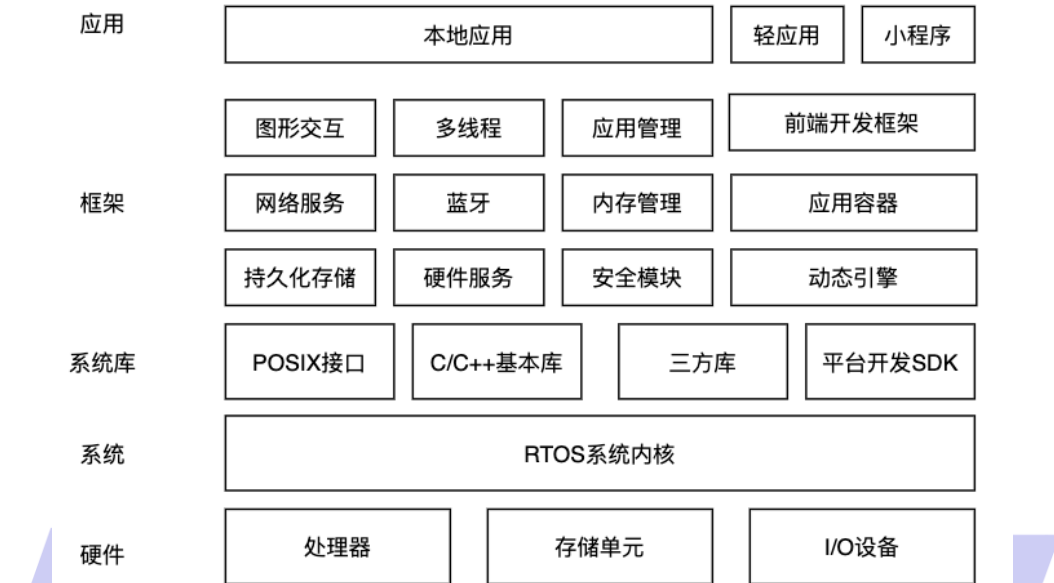 应用
本地应用
轻应用
小程序
图形交互
多线程
应用管理
前端开发框架
框架
网络服务
蓝牙
内存管理
应用容器
持久化存储
硬件服务
安全模块
动态引擎
系统库
POSIX接口
C/C++基本库
三方库
平台开发SDK
系统
RTOS系统内核
硬件
处理器
存储单元
I/O设备